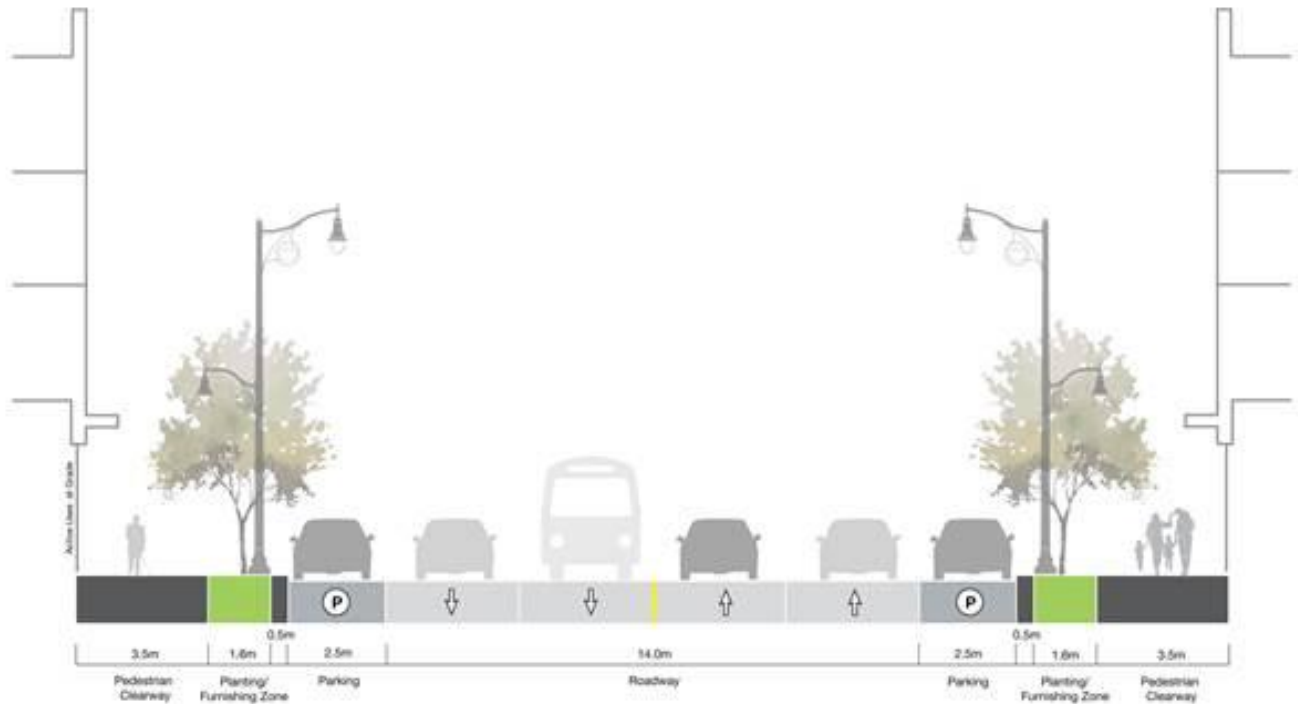 Active Uses at Grade
P
P
0.5m
0.5m
3.5m
1.6m
2.5m
14.0m
2.5m
1.6m
3.5m
Pedestrian
Clearway
Planting/
Furnishing Zone
Parking
Roadway
Parking
Planting/
Furnishing Zone
Pedestrian
Clearway